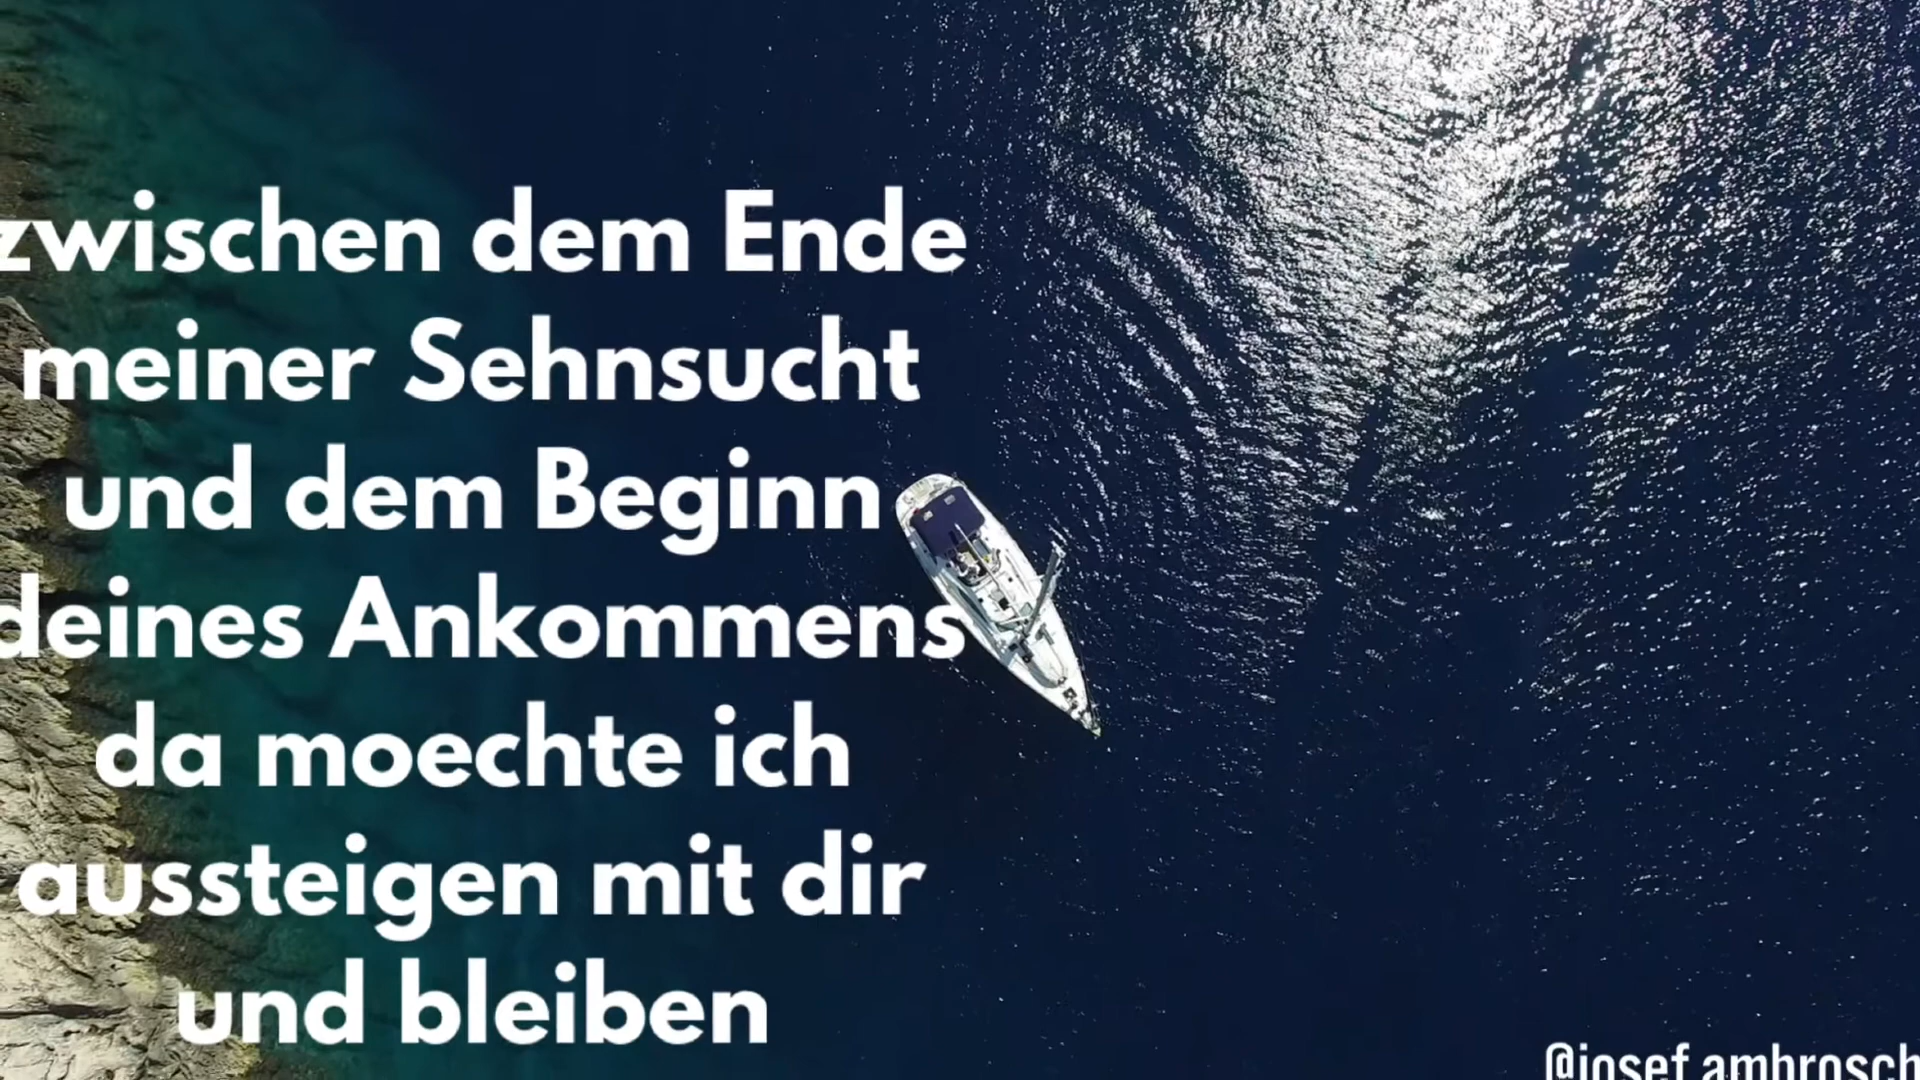 zwischen dem Ende
meiner Sehnsucht
und dem Beginn
deines Ankommens
da moechte ich
aussteigen mit dir
und bleiben
@josef.ambrosch